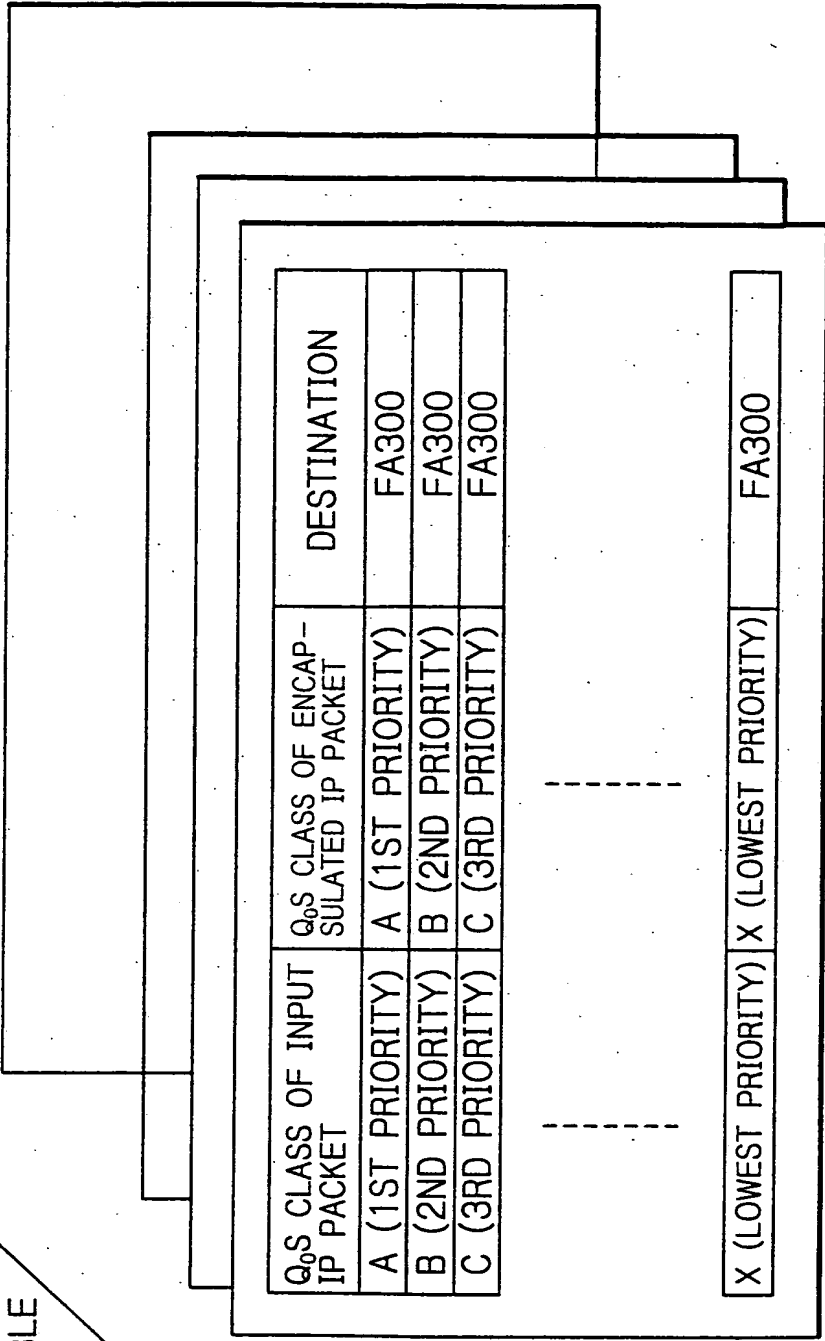 QoS CLASS OF INPUT IP PACKET | QoS CLASS OF ENCAP-SULATED IP PACKET | DESTINATION
A (1ST PRIORITY) | A (1ST PRIORITY) | FA300
B (2ND PRIORITY) | B (2ND PRIORITY) | FA300
C (3RD PRIORITY) | C (3RD PRIORITY) | FA300
X (LOWEST PRIORITY) | X (LOWEST PRIORITY) | FA300